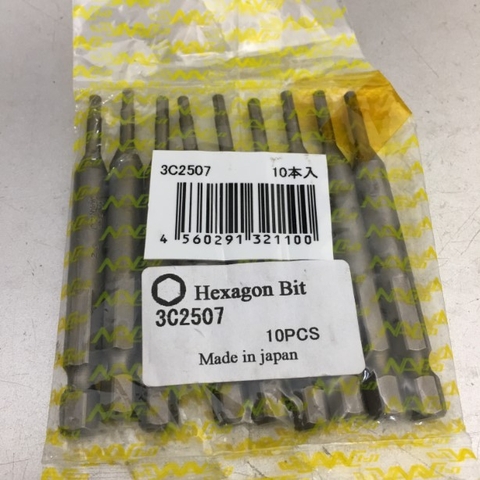 3C2507 10本入
4 560291 321100
Hexagon Bit
3C2507
10PCS
Made in japan